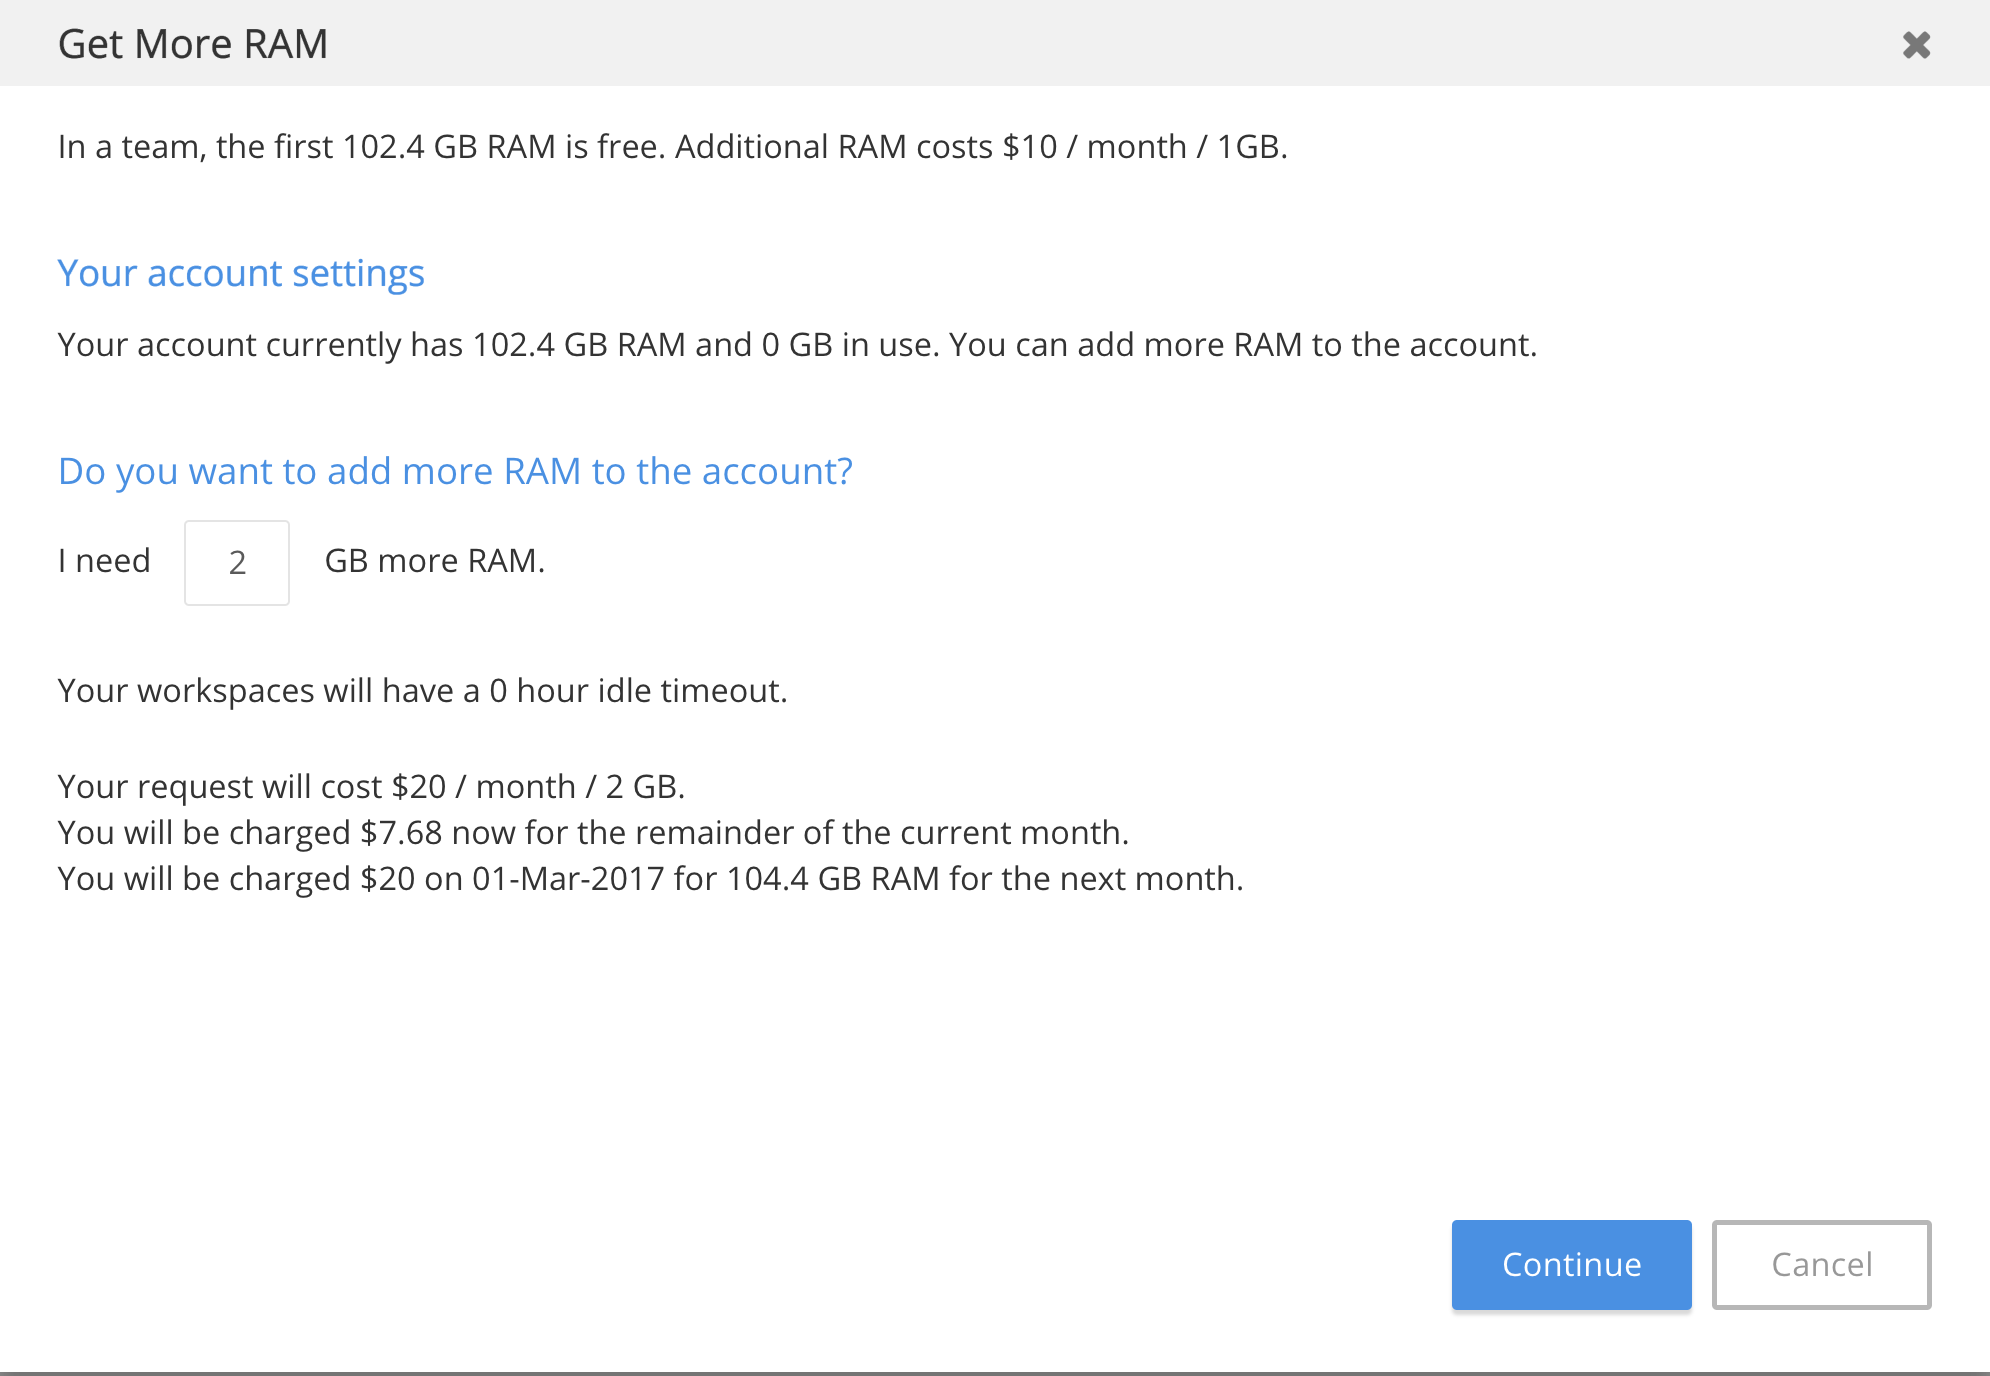 Get More RAM
In a team, the first 102.4 GB RAM is free. Additional RAM costs $10 / month / 1GB.
Your account settings
Your account currently has 102.4 GB RAM and 0 GB in use. You can add more RAM to the account.
Do you want to add more RAM to the account?
I need 2 GB more RAM.
Your workspaces will have a 0 hour idle timeout.
Your request will cost $20 / month / 2 GB.
You will be charged $7.68 now for the remainder of the current month.
You will be charged $20 on 01-Mar-2017 for 104.4 GB RAM for the next month.
Continue Cancel